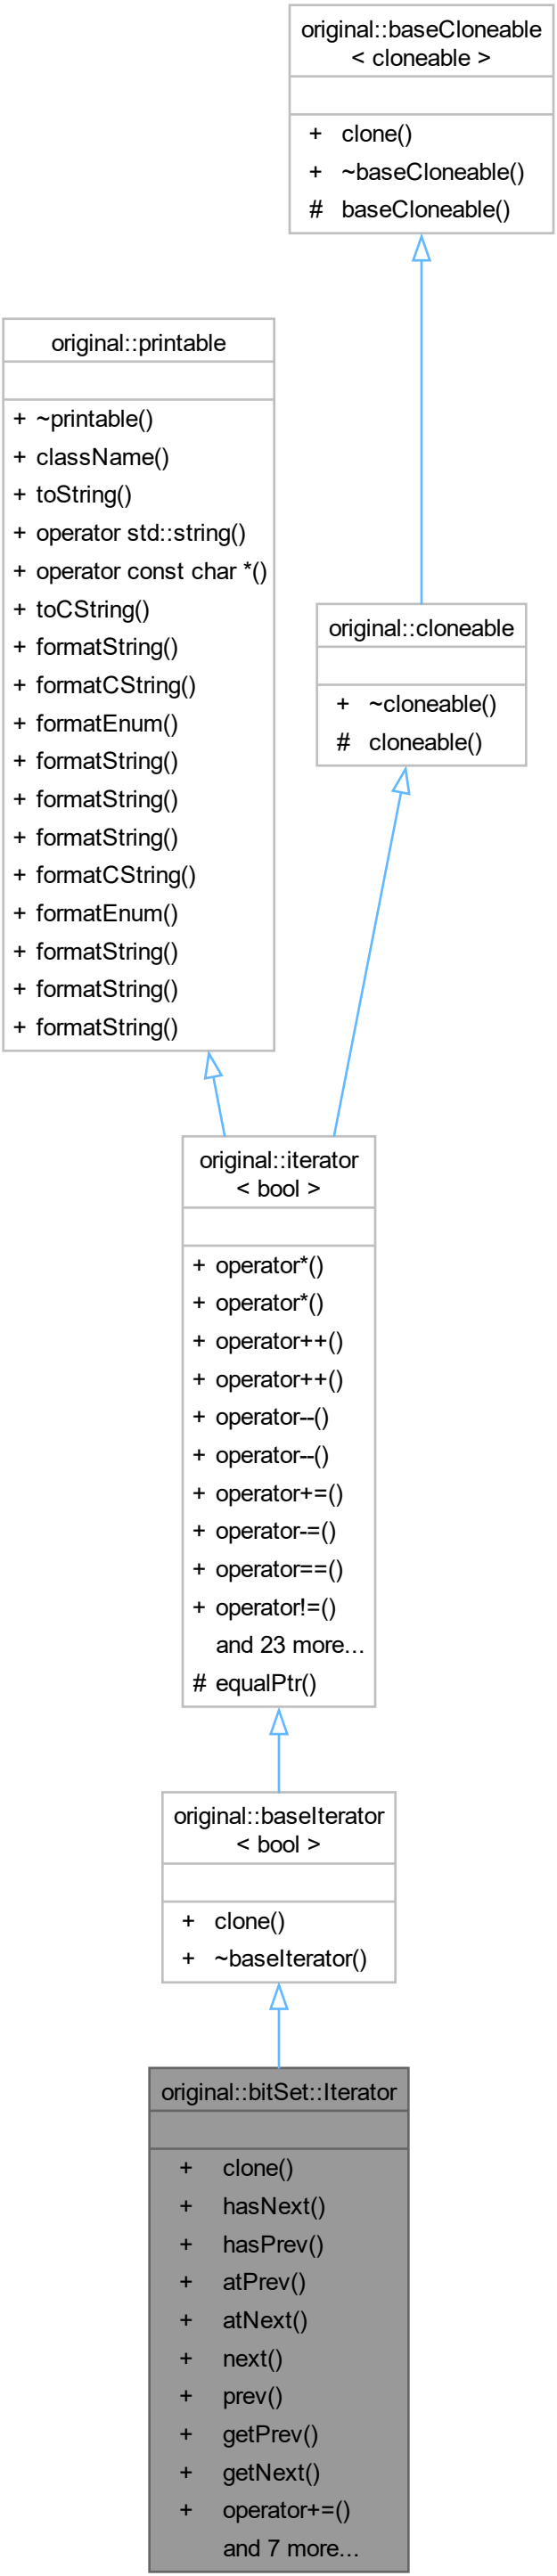 original::baseCloneable
< cloneable >
+ clone()
+ ~baseCloneable()
# baseCloneable()
original::printable
+ ~printable()
+ className()
+ toString()
+ operator std::string()
+ operator const char *()
+ toCString()
+ formatString()
+ formatCString()
+ formatEnum()
+ formatString()
+ formatString()
+ formatString()
+ formatCString()
+ formatEnum()
+ formatString()
+ formatString()
+ formatString()
original::cloneable
+ ~cloneable()
# cloneable()
original::iterator
< bool >
+ operator*()
+ operator*()
+ operator++()
+ operator++()
+ operator--()
+ operator--()
+ operator+=()
+ operator-=()
+ operator==()
+ operator!=()
and 23 more...
# equalPtr()
original::baseIterator
< bool >
+ clone()
+ ~baseIterator()
original::bitSet::Iterator
+ clone()
+ hasNext()
+ hasPrev()
+ atPrev()
+ atNext()
+ next()
+ prev()
+ getPrev()
+ getNext()
+ operator+=()
and 7 more...